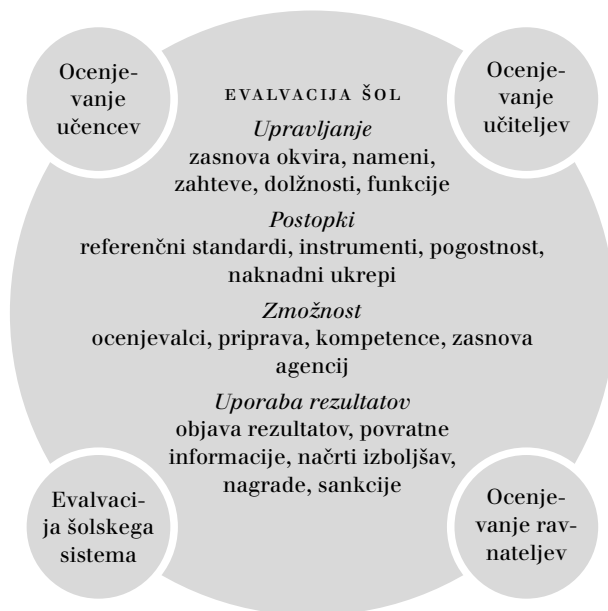 Ocenje-
vanje
učencev
Ocenje-
vanje
učiteljev
EVALVACIJA ŠOL
Upravljanje
zasnova okvira, nameni,
zahteve, dolžnosti, funkcije
Postopki
referenčni standardi, instrumenti, pogostnost,
naknadni ukrepi
Zmožnost
ocenjevalci, priprava, kompetence, zasnova
agencij
Uporaba rezultatov
objava rezultatov, povratne
informacije, načrti izboljšav,
nagrade, sankcije
Evalvaci-
ja šolskega
sistema
Ocenje-
vanje rav-
nateljev